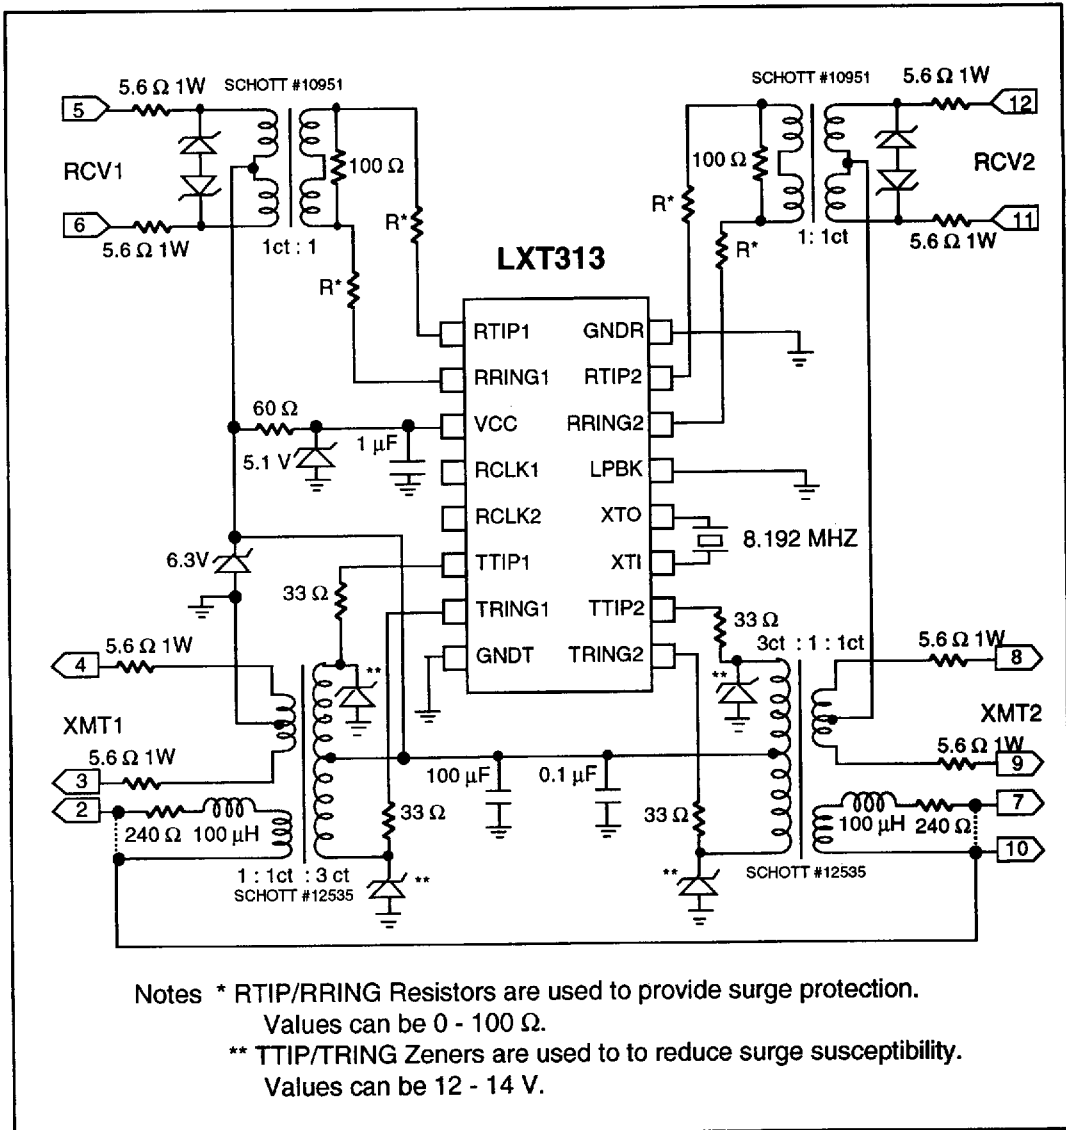 SCHOTT #10951
SCHOTT #10951
5.6 Ω 1W
5.6 Ω 1W
5
12
RCV1
100 Ω
100 Ω
RCV2
R*
R*
6
11
5.6 Ω 1W
1ct : 1
1: 1ct
5.6 Ω 1W
R*
R*
LXT313
RTIP1
GNDR
RRING1
RTIP2
60 Ω
VCC
RRING2
5.1 V
1 µF
RCLK1
LPBK
RCLK2
XTO
8.192 MHZ
6.3V
TTIP1
XTI
33 Ω
TRING1
TTIP2
33 Ω
5.6 Ω 1W
3ct : 1 : 1ct
5.6 Ω 1W
4
GNDT
TRING2
8
**
**
XMT1
XMT2
5.6 Ω 1W
5.6 Ω 1W
3
100 µF
0.1 µF
9
2
7
240 Ω
100 µH
33 Ω
33 Ω
100 µH
240 Ω
10
1 : 1ct : 3 ct
SCHOTT #12535
**
**
SCHOTT #12535
Notes * RTIP/RRING Resistors are used to provide surge protection.
Values can be 0 - 100 Ω.
** TTIP/TRING Zeners are used to to reduce surge susceptibility.
Values can be 12 - 14 V.